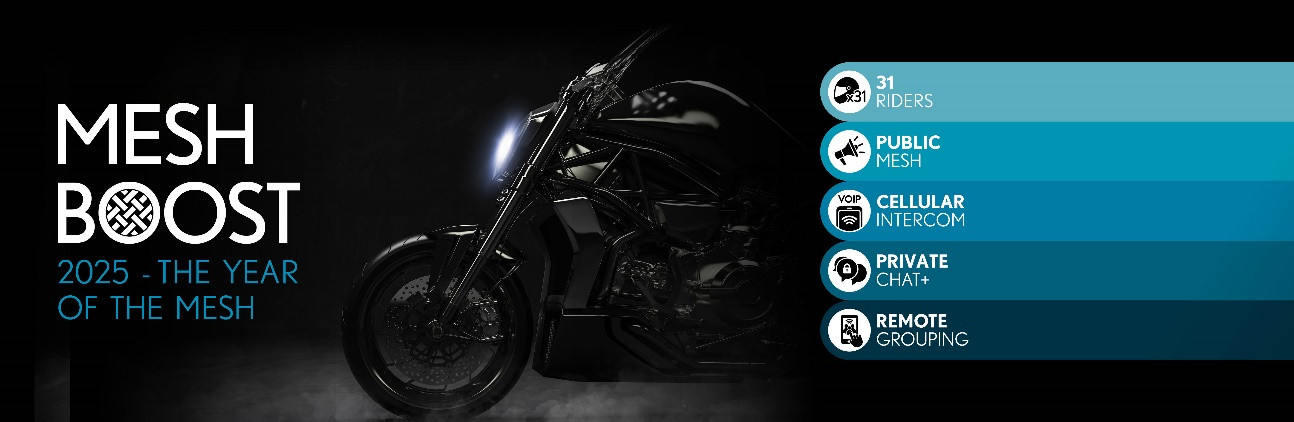 MESH
BOOST
2025 - THE YEAR
OF THE MESH
x31
31
RIDERS
PUBLIC
MESH
VOIP
CELLULAR
INTERCOM
PRIVATE
CHAT+
REMOTE
GROUPING